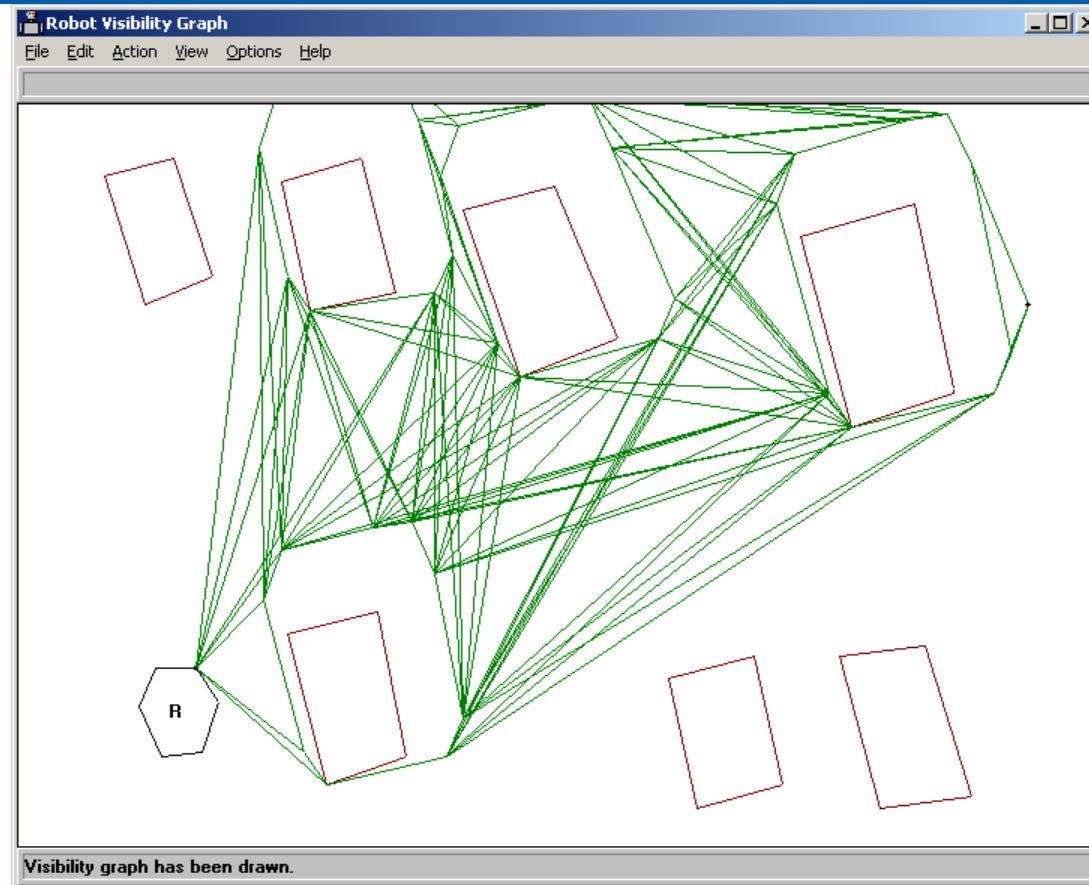 Robot Visibility Graph
File Edit Action View Options Help
R
Visibility graph has been drawn.